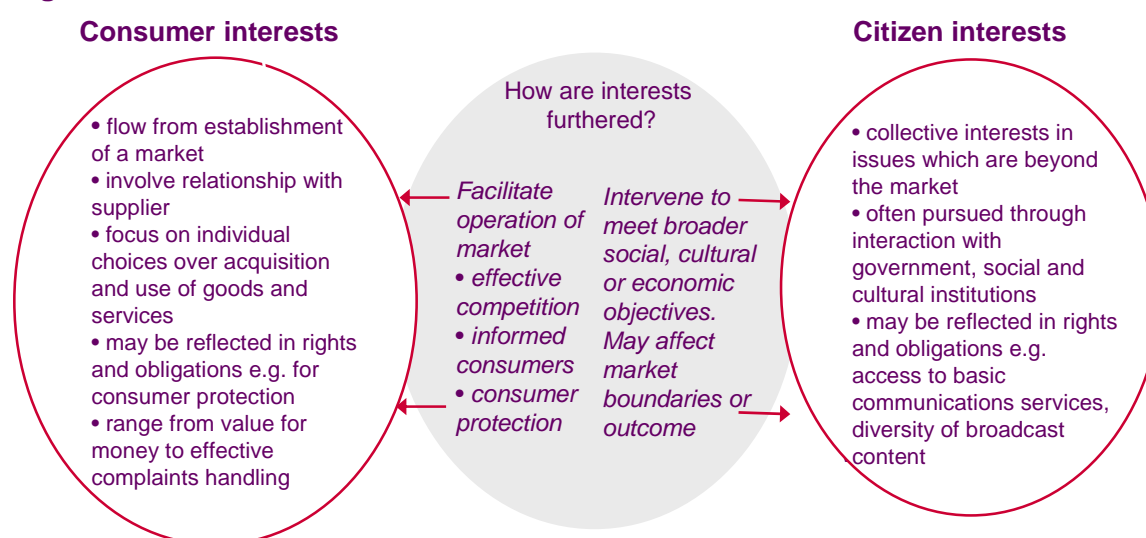 Consumer interests
• flow from establishment
of a market
• involve relationship with
supplier
• focus on individual
choices over acquisition
and use of goods and
services
• may be reflected in rights
and obligations e.g. for
consumer protection
• range from value for
money to effective
complaints handling
How are interests
furthered?
Facilitate
operation of
market
• effective
competition
• informed
consumers
• consumer
protection
Intervene to
meet broader
social, cultural
or economic
objectives.
May affect
market
boundaries or
outcome
Citizen interests
• collective interests in
issues which are beyond
the market
• often pursued through
interaction with
government, social and
cultural institutions
• may be reflected in rights
and obligations e.g.
access to basic
communications services,
diversity of broadcast
content